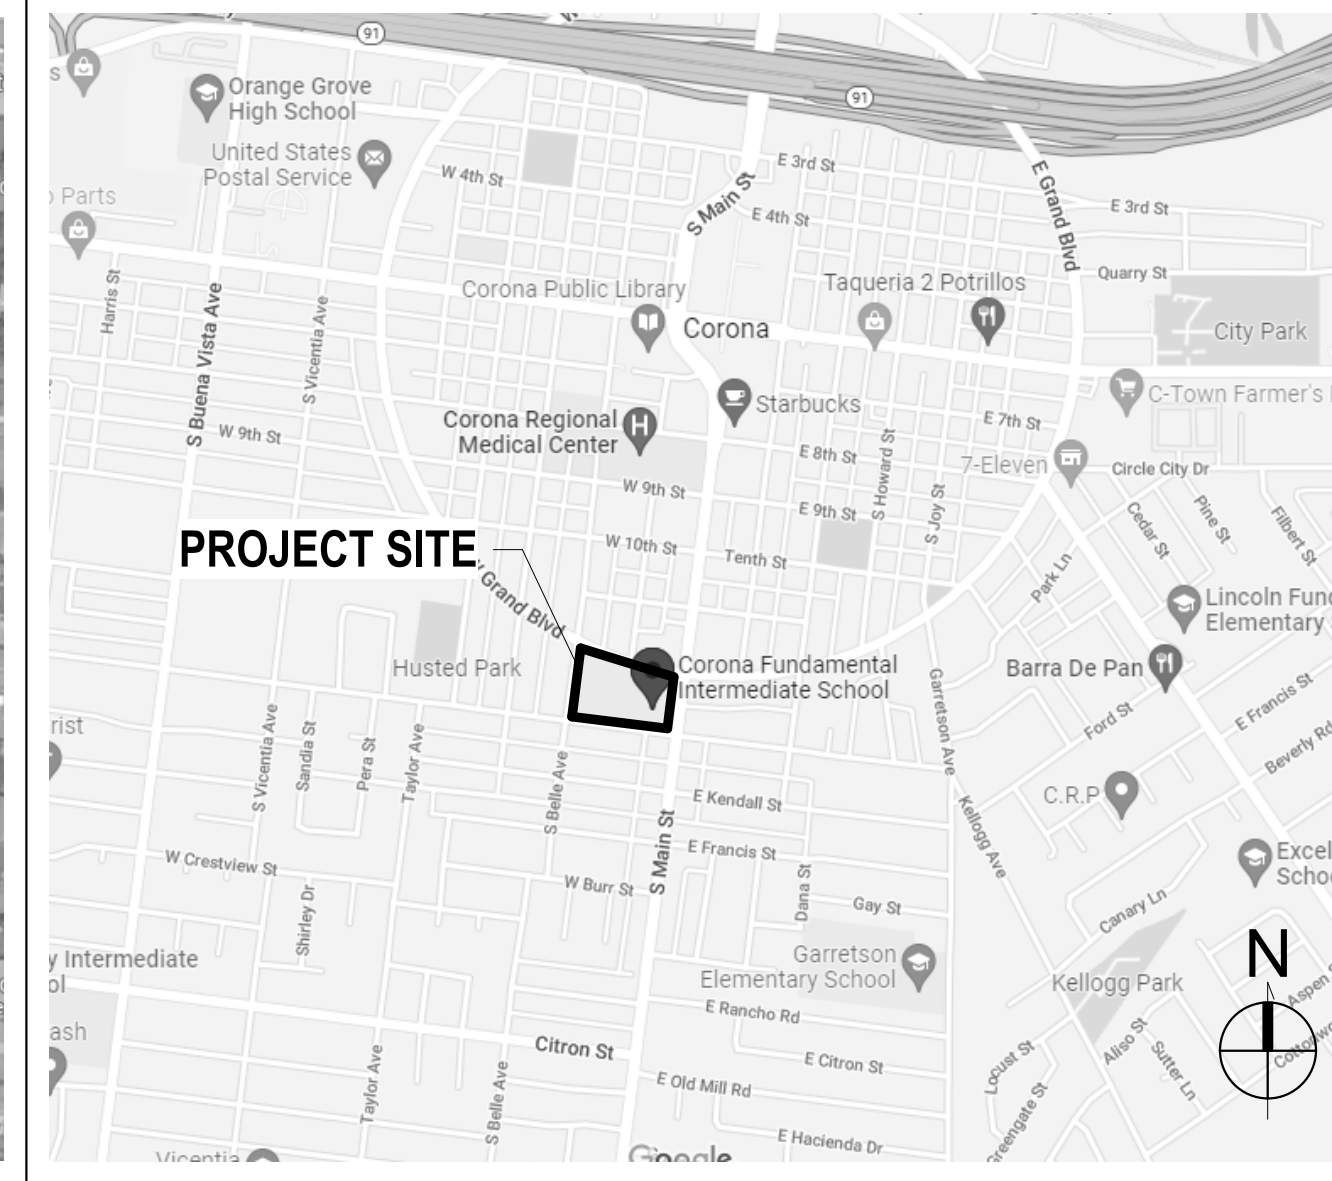 91
91
Orange Grove
High School
United States
Postal Service
W 4th St
E 3rd St
S Main St
E 4th St
E Grand Blvd
E 3rd St
Parts
Quarry St
Harris St
S Buena Vista Ave
S Vicentia Ave
Corona Public Library
Taqueria 2 Potrillos
Corona
City Park
C-Town Farmer's
Starbucks
Corona Regional
Medical Center
W 9th St
E 7th St
E 8th St
S Howard St
7-Eleven
Circle City Dr
W 9th St
E 9th St
S Joy St
Cedar St
Pine St
Filbert St
PROJECT SITE
W 10th St
Tenth St
Park Ln
Grand Blvd
Lincoln Fun
Elementary
Husted Park
Corona Fundamental
Intermediate School
Barra De Pan
Garretson Ave
Ford St
E Francis St
Beverly Rd
rist
S Vicentia Ave
Sandia St
Pera St
Taylor Ave
S Belle Ave
E Kendall St
C.R.P
Kellogg Ave
S Main St
E Francis St
Excel
Schoo
W Crestview St
W Burr St
Dana St
Gay St
Canary Ln
Shirley Dr
N
y Intermediate
ol
Garretson
Elementary School
Kellogg Park
Aspen
E Rancho Rd
ash
Citron St
E Citron St
Locust St
Aliso St
Sutter Ln
Cottonwo
Taylor Ave
S Belle Ave
E Old Mill Rd
Greengate St
E Hacienda Dr
Vicentia
Google